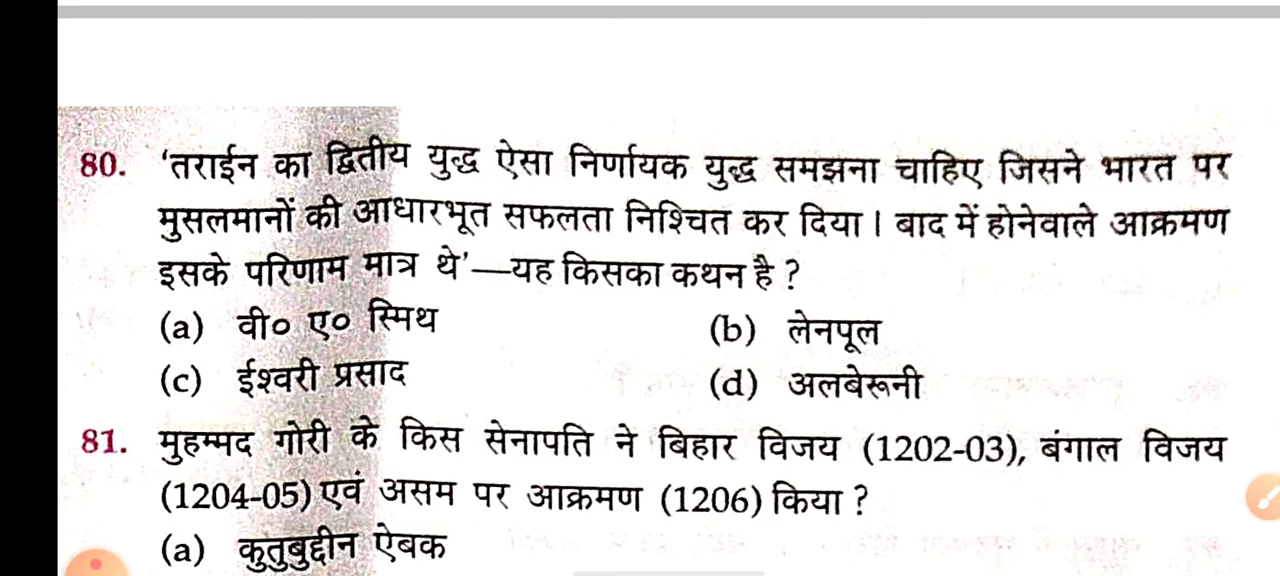 80. ‘तराईन का द्वितीय युद्ध ऐसा निर्णायक युद्ध समझना चाहिए जिसने भारत पर
मुसलमानों की आधारभूत सफलता निश्चित कर दिया। बाद में होनेवाले आक्रमण
इसके परिणाम मात्र थे’—यह किसका कथन है ?
(a) वी० ए० स्मिथ (b) लेनपूल
(c) ईश्वरी प्रसाद (d) अलबेरूनी
81. मुहम्मद गोरी के किस सेनापति ने बिहार विजय (1202-03), बंगाल विजय
(1204-05) एवं असम पर आक्रमण (1206) किया ?
(a) कुतुबुद्दीन ऐबक